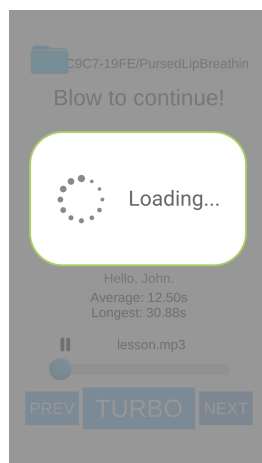 C9C7-19FE/PursedLipBreathin
Blow to continue!
Loading...
Hello, John.
Average: 12.50s
Longest: 30.88s
lesson.mp3
PREV
TURBO
NEXT